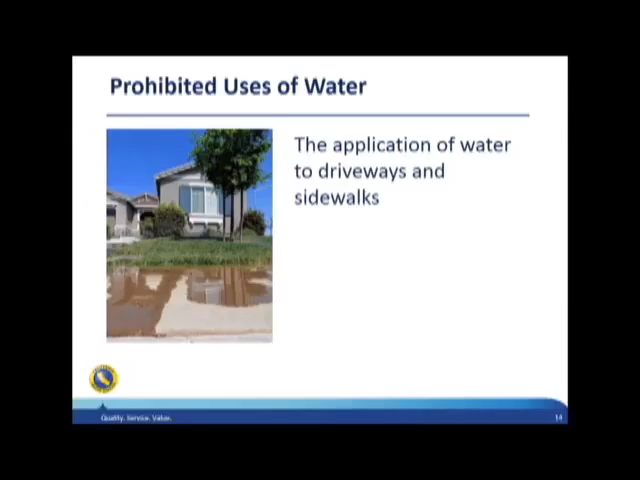 Prohibited Uses of Water
The application of water
to driveways and
sidewalks
Quality. Service. Value.
14